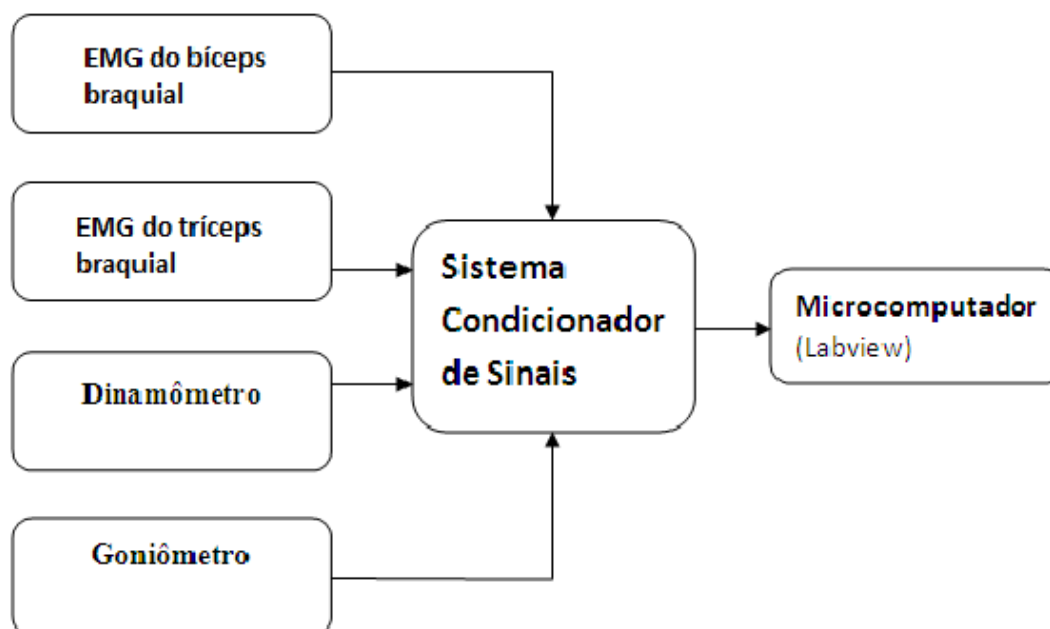 EMG do bíceps
braquial
EMG do tríceps
braquial
Dinamômetro
Goniômetro
Sistema
Condicionador
de Sinais
Microcomputador
(Labview)